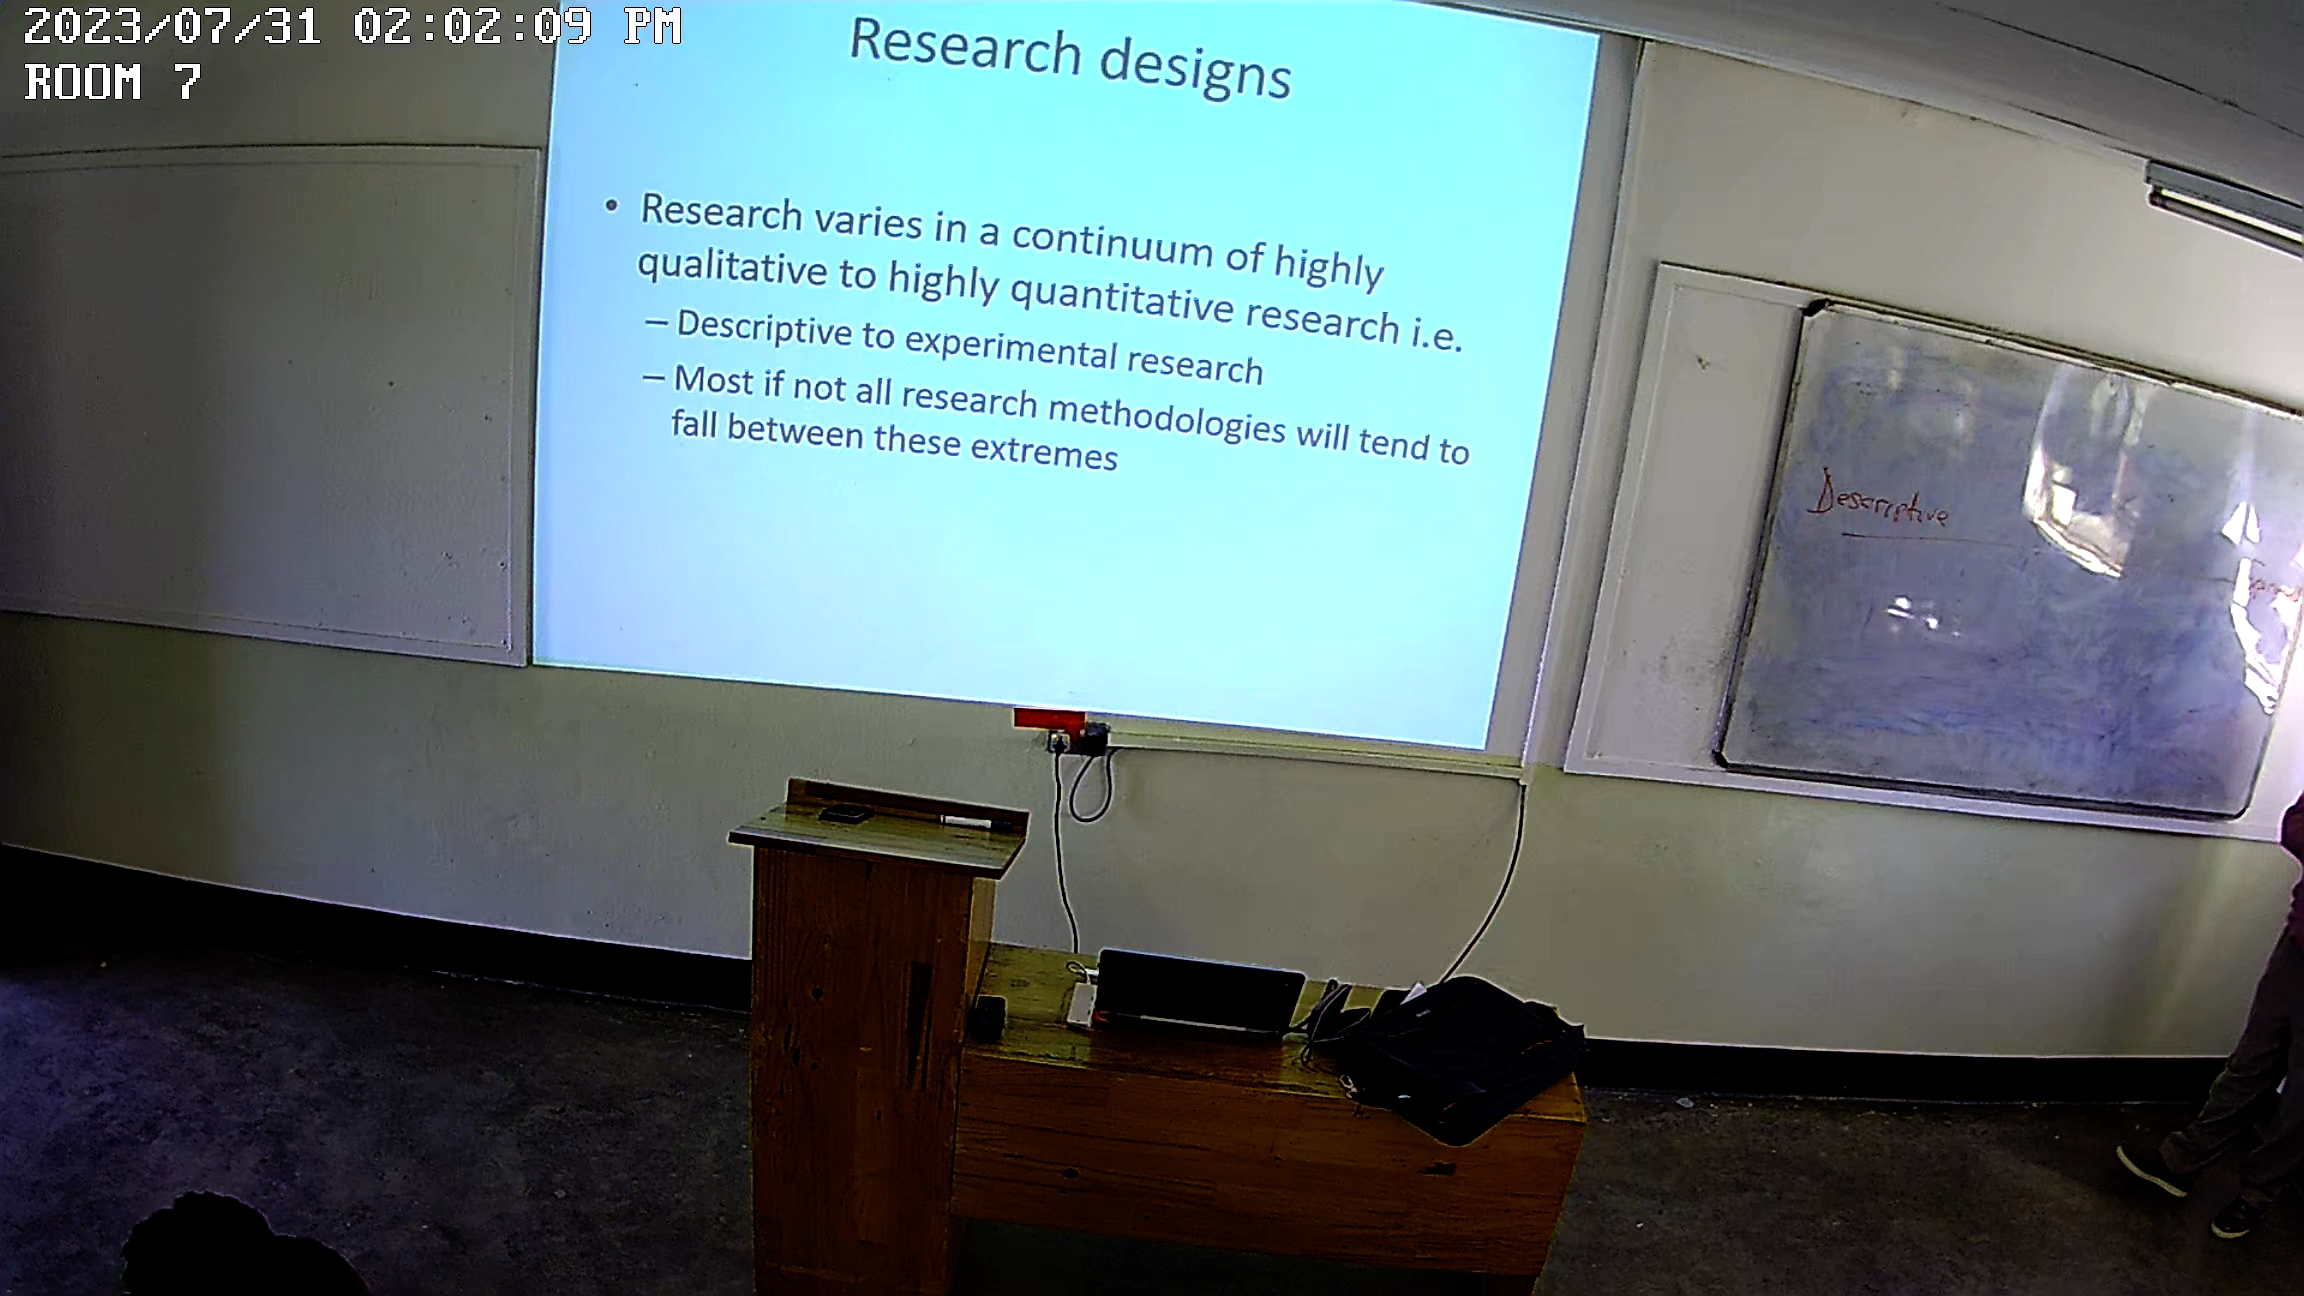 2023/07/31 02:02:09 PM
ROOM 7
Research designs
• Research varies in a continuum of highly
qualitative to highly quantitative research i.e.
– Descriptive to experimental research
– Most if not all research methodologies will tend to
fall between these extremes
Descriptive